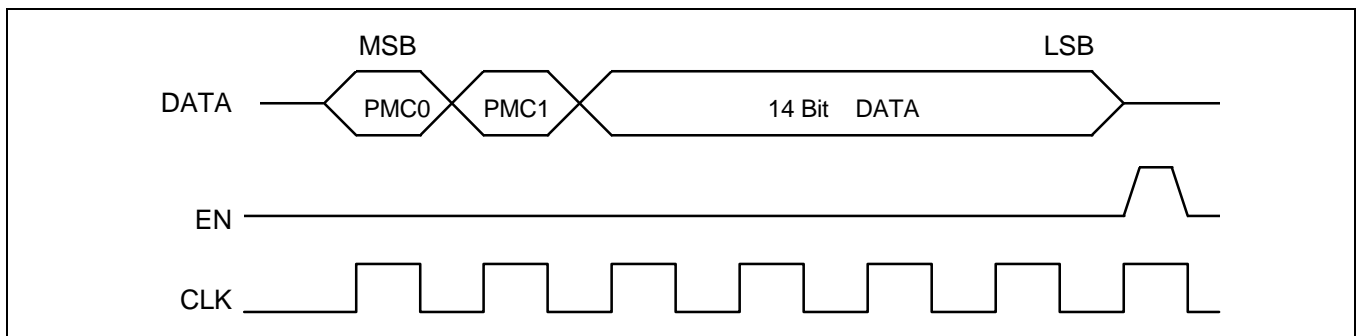 MSB LSB
DATA PMC0 PMC1 14 Bit DATA
EN
CLK